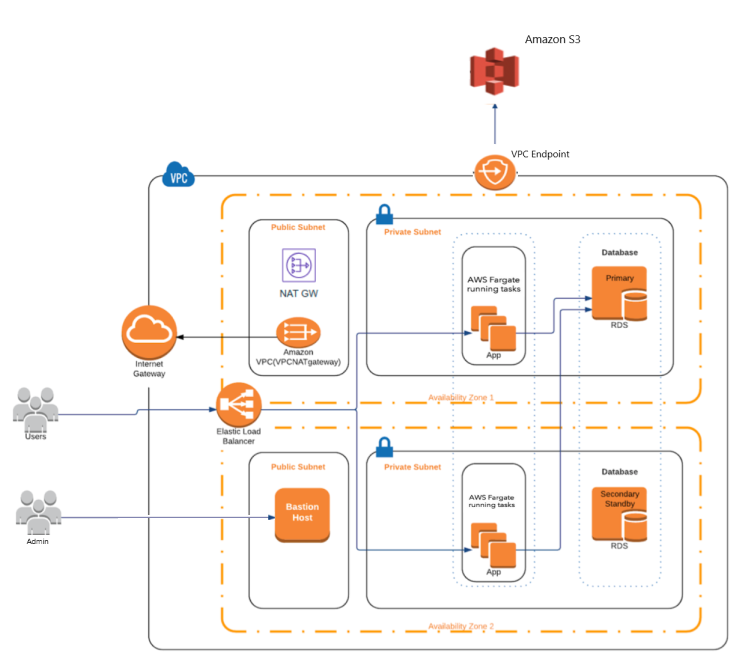 Amazon S3
VPC Endpoint
VPC
Public Subnet
NAT GW
Amazon
VPC(VPCNATgateway)
Private Subnet
AWS Fargate
running tasks
App
Database
Primary
RDS
Internet
Gateway
Availability Zone 1
Users
Elastic Load
Balancer
Public Subnet
Bastion
Host
Private Subnet
AWS Fargate
running tasks
App
Database
Secondary
Standby
RDS
Admin
Availability Zone 2